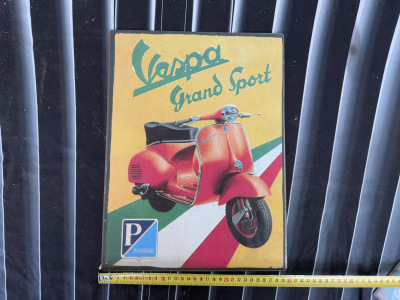 Vespa
Grand Sport
P
PIAGGIO